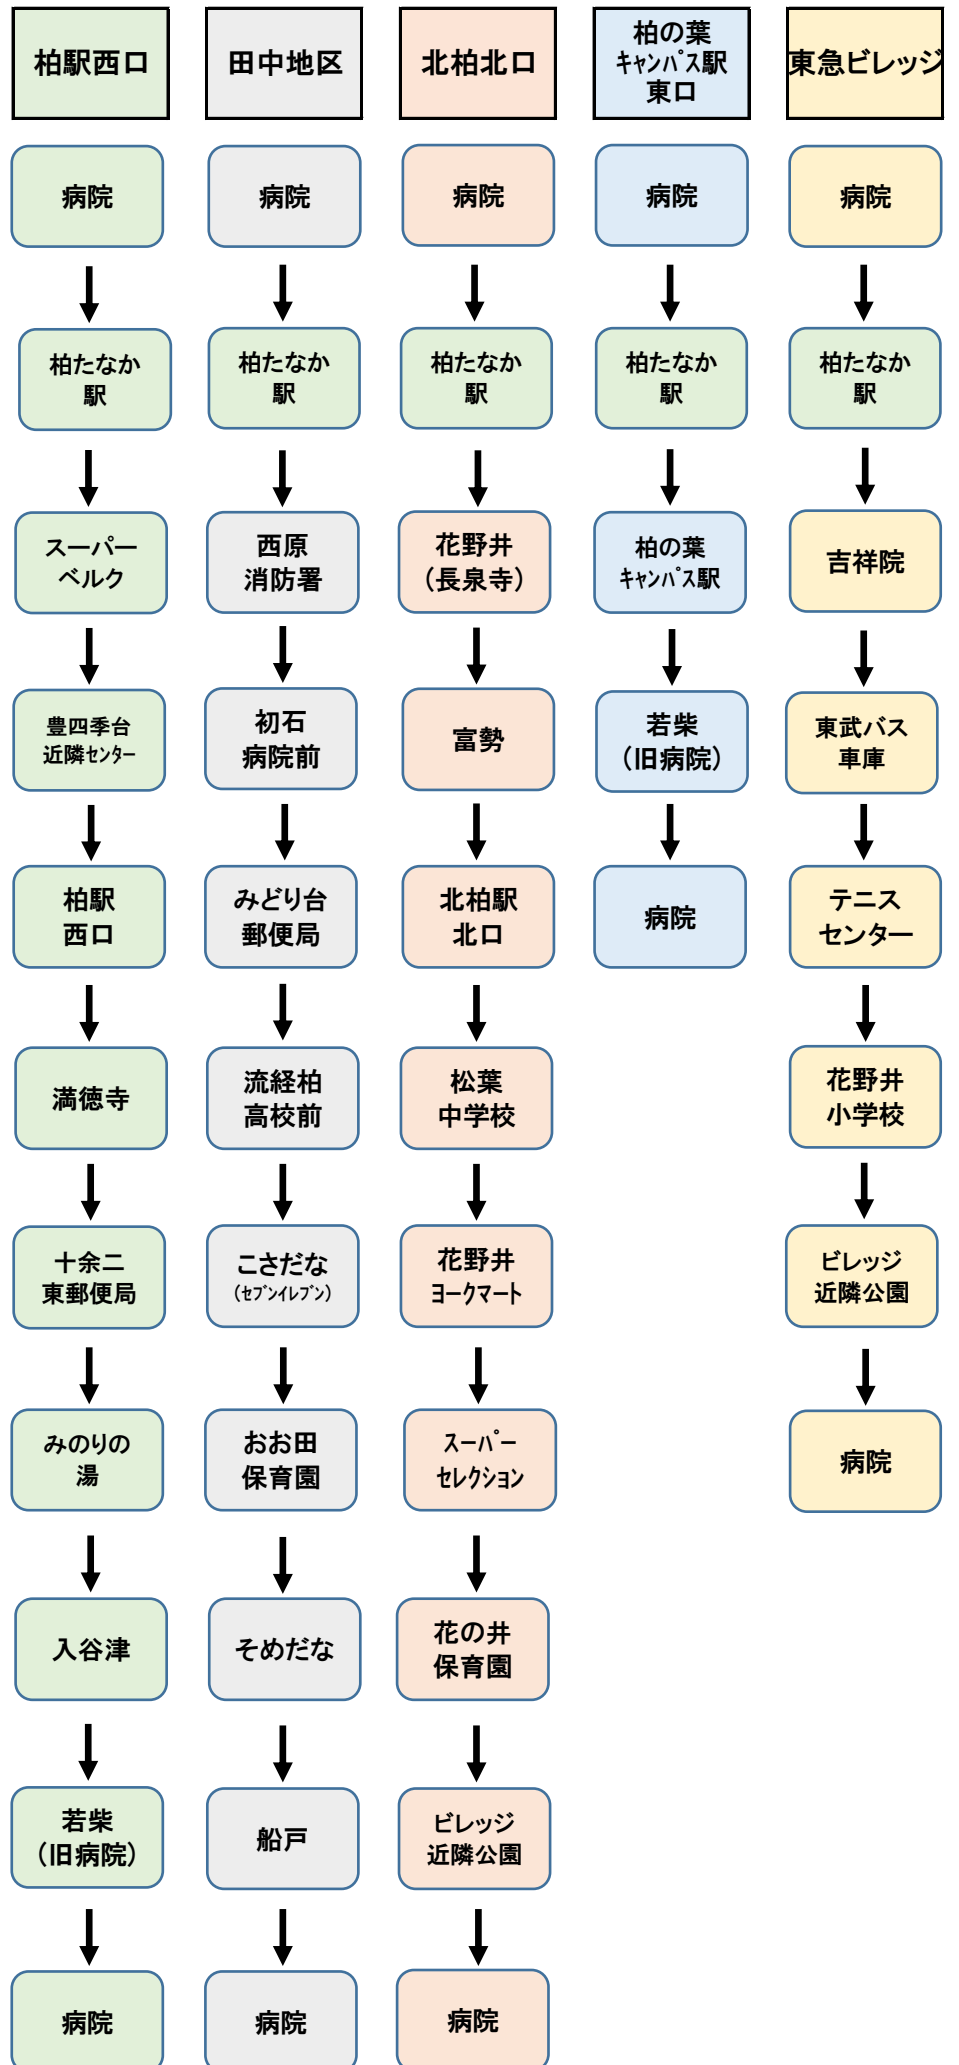 柏駅西口
病院
柏たなか
駅
スーパー
ベルク
豊四季台
近隣センター
柏駅
西口
満徳寺
十余二
東郵便局
みのりの
湯
入谷津
若柴
（旧病院）
病院
田中地区
病院
柏たなか
駅
西原
消防署
初石
病院前
みどり台
郵便局
流経柏
高校前
こさだな
（セブンイレブン）
おお田
保育園
そめだな
船戸
病院
北柏北口
病院
柏たなか
駅
花野井
（長泉寺）
富勢
北柏駅
北口
松葉
中学校
花野井
ヨークマート
スーパー
セレクション
花の井
保育園
ビレッジ
近隣公園
病院
柏の葉
キャンパス駅
東口
病院
柏たなか
駅
柏の葉
キャンパス駅
若柴
（旧病院）
病院
東急ビレッジ
病院
柏たなか
駅
吉祥院
東武バス
車庫
テニス
センター
花野井
小学校
ビレッジ
近隣公園
病院